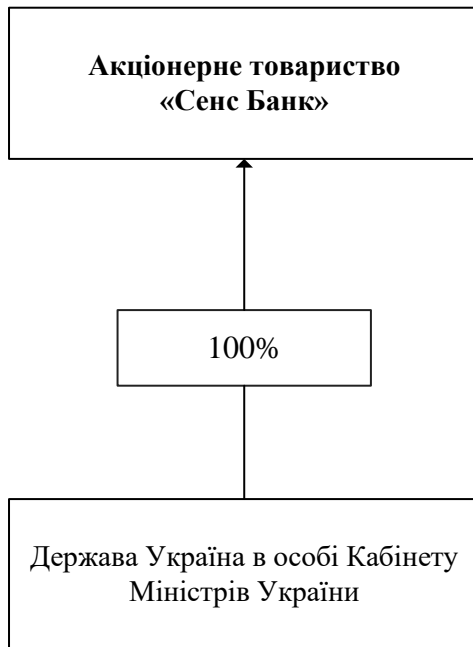 Акціонерне товариство
«Сенс Банк»
100%
Держава Україна в особі Кабінету
Міністрів України